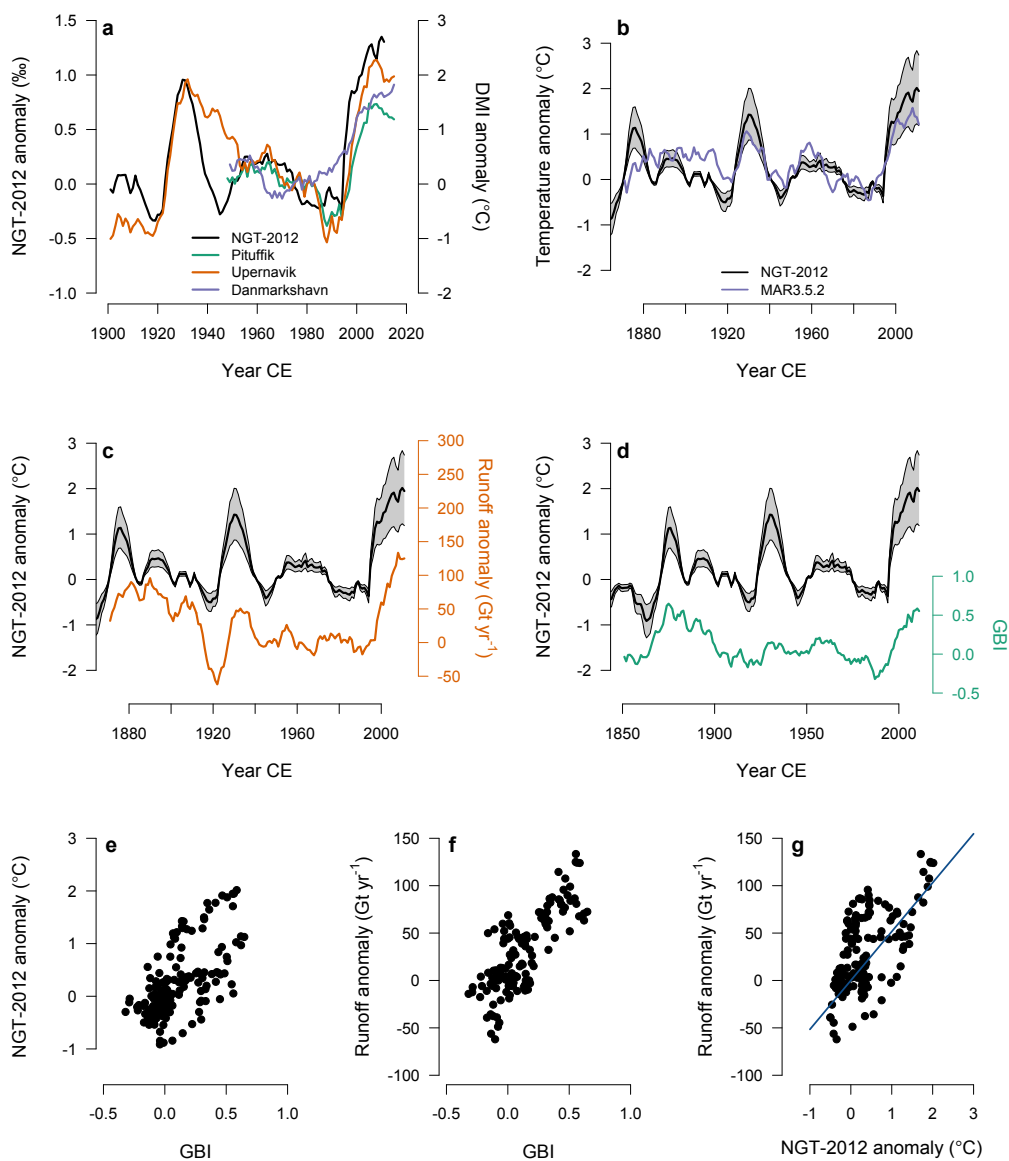 a
NGT-2012 anomaly (‰)
1.5
1.0
0.5
0.0
-0.5
-1.0
3
2
1
0
-1
-2
DMI anomaly (°C)
NGT-2012
Pituffik
Upernavik
Danmarkshavn
1900 1920 1940 1960 1980 2000 2020
Year CE
b
Temperature anomaly (°C)
3
2
1
0
-1
-2
NGT-2012
MAR3.5.2
1880 1920 1960 2000
Year CE
c
NGT-2012 anomaly (°C)
3
2
1
0
-1
-2
300
250
200
150
100
50
0
-50
Runoff anomaly (Gt yr⁻¹)
1880 1920 1960 2000
Year CE
d
NGT-2012 anomaly (°C)
3
2
1
0
-1
-2
1.0
0.5
0.0
-0.5
GBI
1850 1900 1950 2000
Year CE
e
NGT-2012 anomaly (°C)
3
2
1
0
-1
-0.5 0.0 0.5 1.0
GBI
f
Runoff anomaly (Gt yr⁻¹)
150
100
50
0
-50
-100
-0.5 0.0 0.5 1.0
GBI
g
Runoff anomaly (Gt yr⁻¹)
150
100
50
0
-50
-100
-1 0 1 2 3
NGT-2012 anomaly (°C)